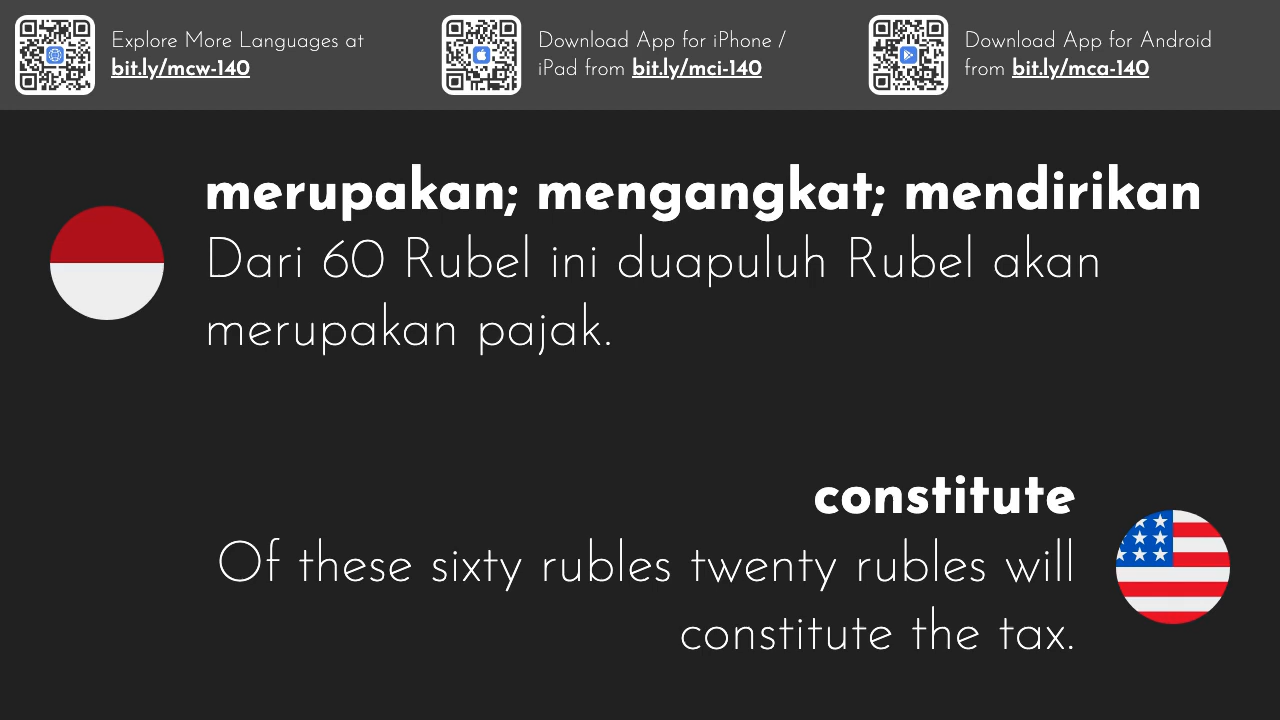 Explore More Languages at
bit.ly/mcw-140
Download App for iPhone /
iPad from bit.ly/mci-140
Download App for Android
from bit.ly/mca-140
merupakan; mengangkat; mendirikan
Dari 60 Rubel ini duapuluh Rubel akan
merupakan pajak.
constitute
Of these sixty rubles twenty rubles will
constitute the tax.